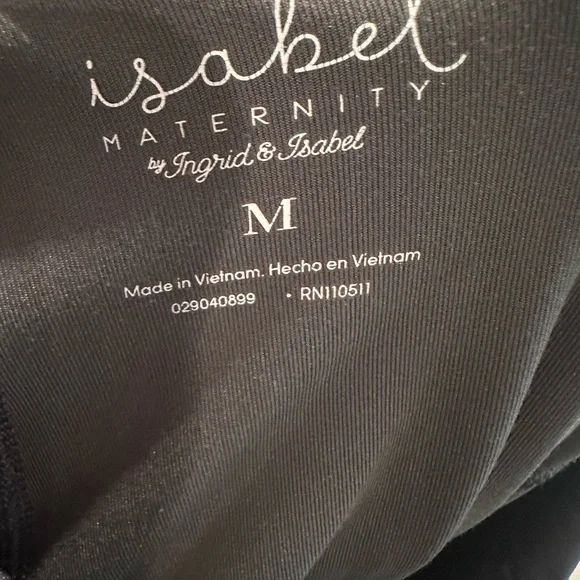 isabel
MATERNITY
by Ingrid & Isabel
M
Made in Vietnam. Hecho en Vietnam
029040899 • RN110511